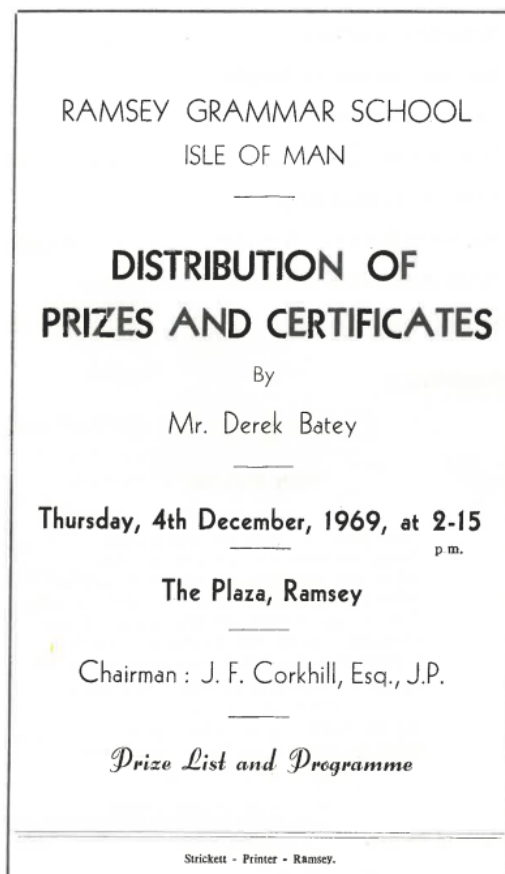 RAMSEY GRAMMAR SCHOOL
ISLE OF MAN
DISTRIBUTION OF
PRIZES AND CERTIFICATES
By
Mr. Derek Batey
Thursday, 4th December, 1969, at 2-15
p.m.
The Plaza, Ramsey
Chairman : J. F. Corkhill, Esq., J.P.
Prize List and Programme
Strickett - Printer - Ramsey.